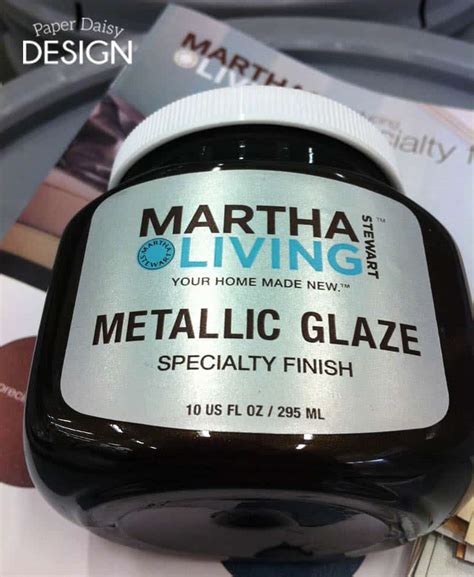 Paper Daisy
DESIGN
MARTHA
LIVING
cialty f
MARTHA
STEWART
LIVING™
MARTHA STEWART
YOUR HOME MADE NEW.™
METALLIC GLAZE
SPECIALTY FINISH
10 US FL OZ / 295 ML